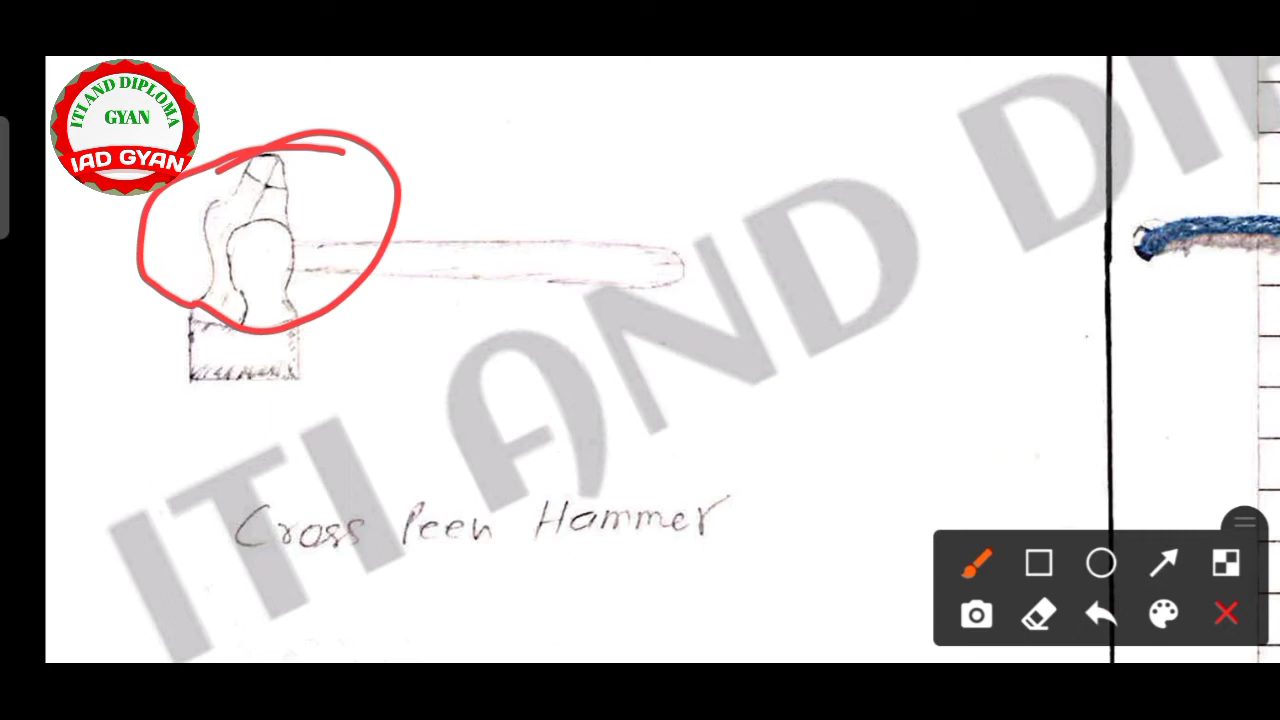 ITI AND DIPLOMA
GYAN
IAD GYAN
ITI AND DI
Cross Peen Hammer